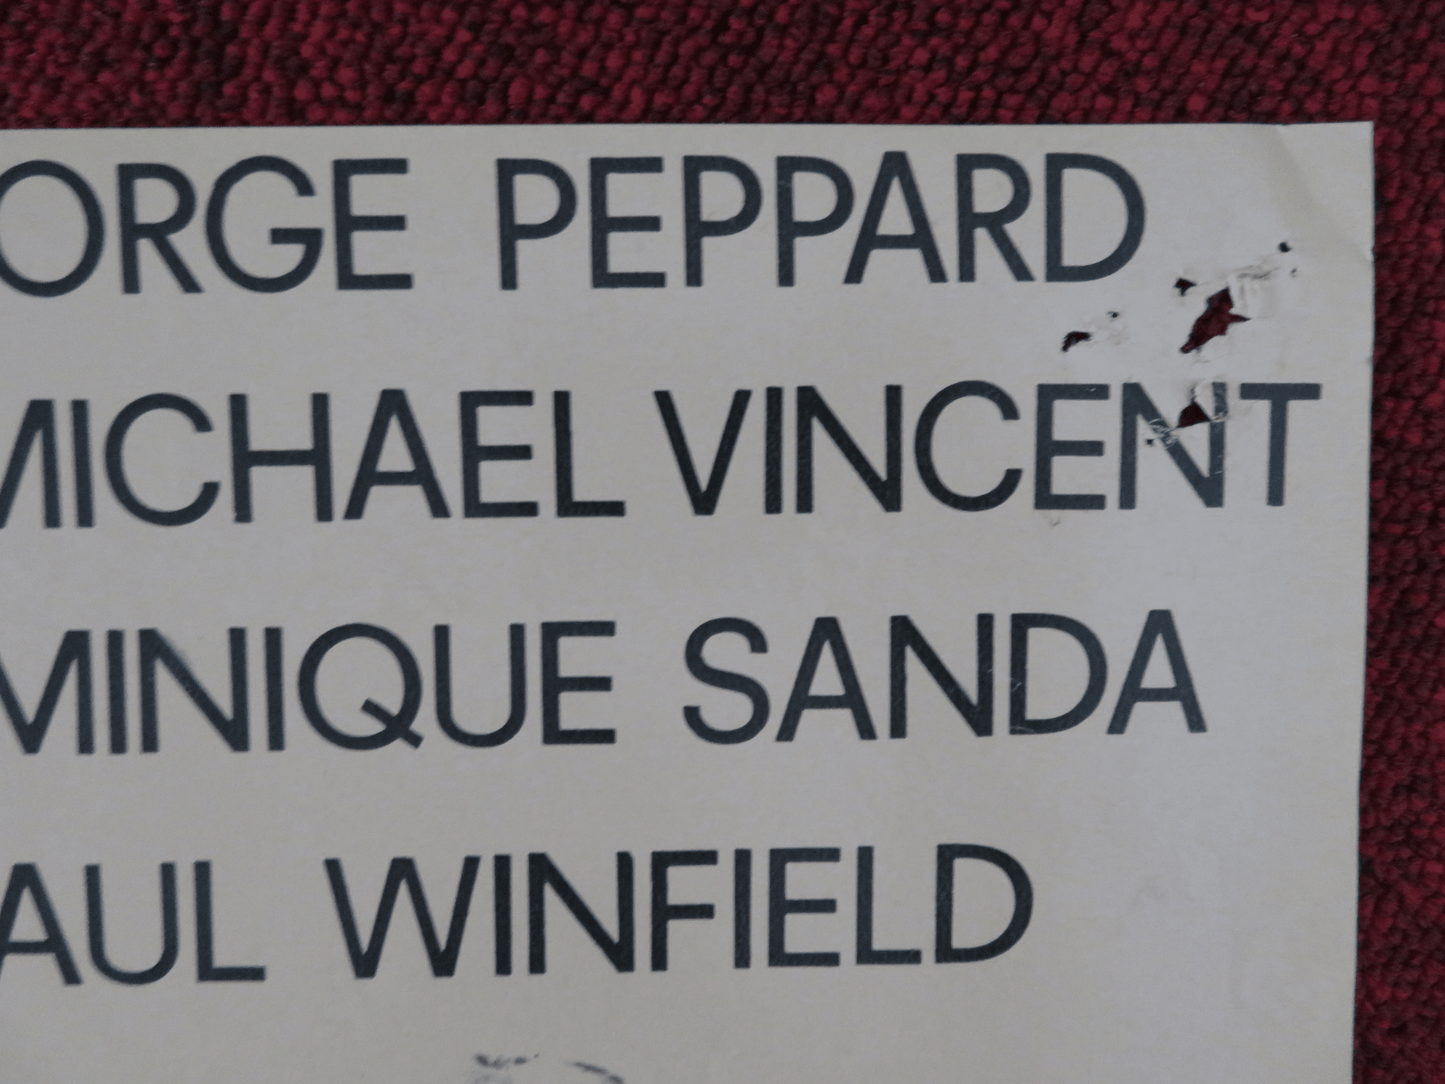 ORGE PEPPARD
MICHAEL VINCENT
MINIQUE SANDA
AUL WINFIELD